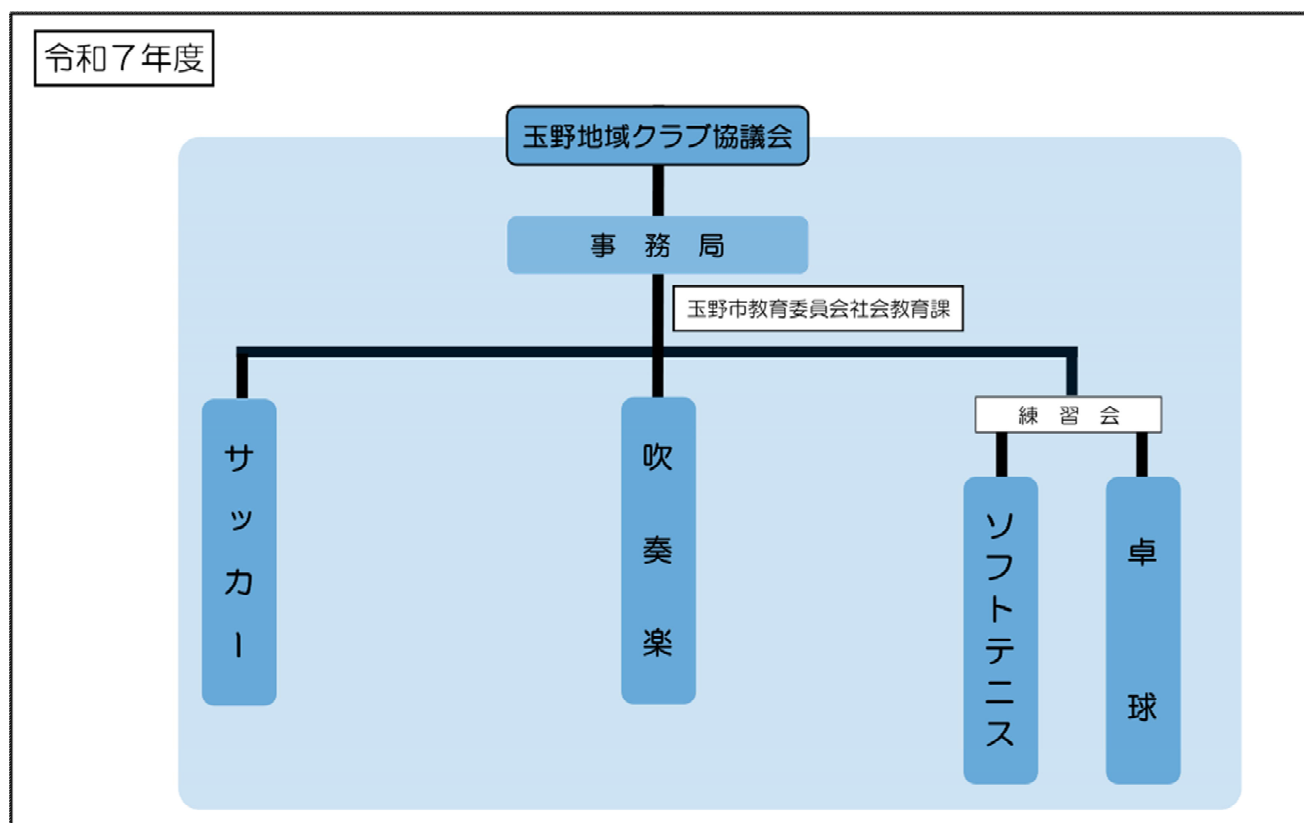 令和７年度
玉野地域クラブ協議会
事　務　局
玉野市教育委員会社会教育課
サッカー
吹奏楽
練　習　会
ソフトテニス
卓球